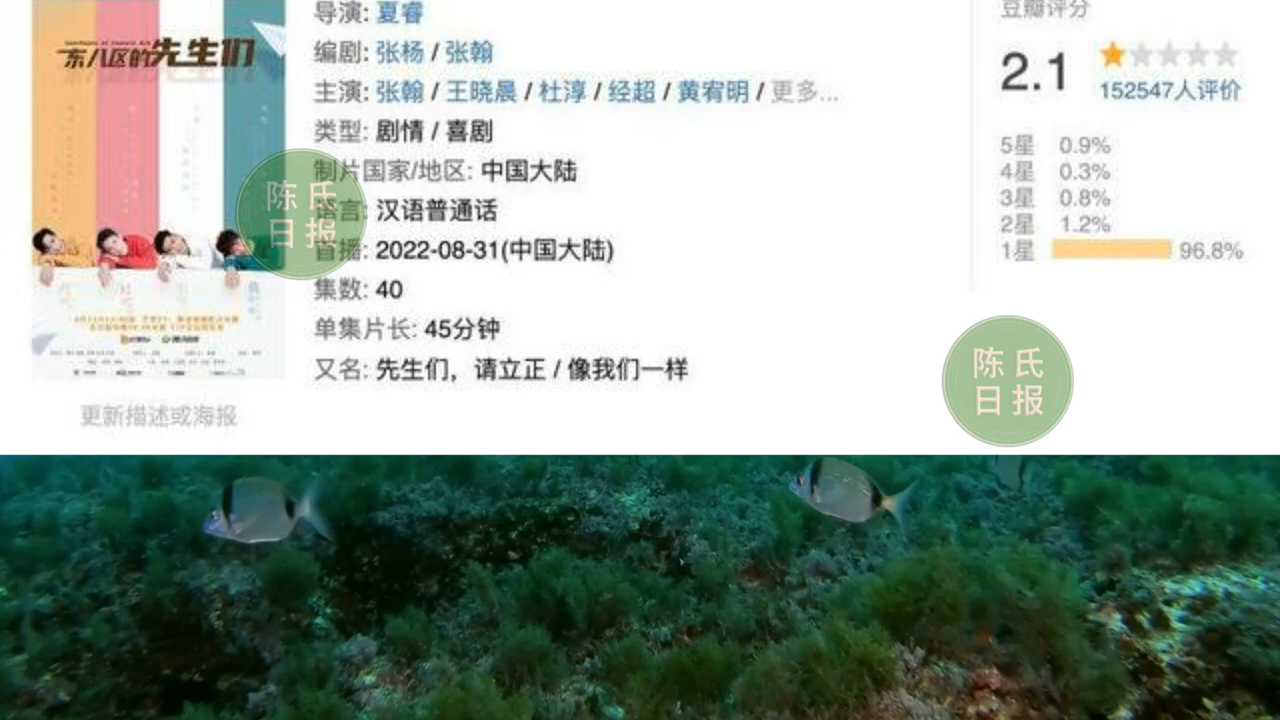 导演: 夏睿
编剧: 张杨 / 张翰
主演: 张翰 / 王晓晨 / 杜淳 / 经超 / 黄宥明 / 更多...
类型: 剧情 / 喜剧
制片国家/地区: 中国大陆
语言: 汉语普通话
首播: 2022-08-31(中国大陆)
集数: 40
单集片长: 45分钟
又名: 先生们，请立正 / 像我们一样
东八区的先生们
更新描述或海报
豆瓣评分
2.1
152547人评价
5星 0.9%
4星 0.3%
3星 0.8%
2星 1.2%
1星 96.8%
陈氏
日报
陈氏
日报